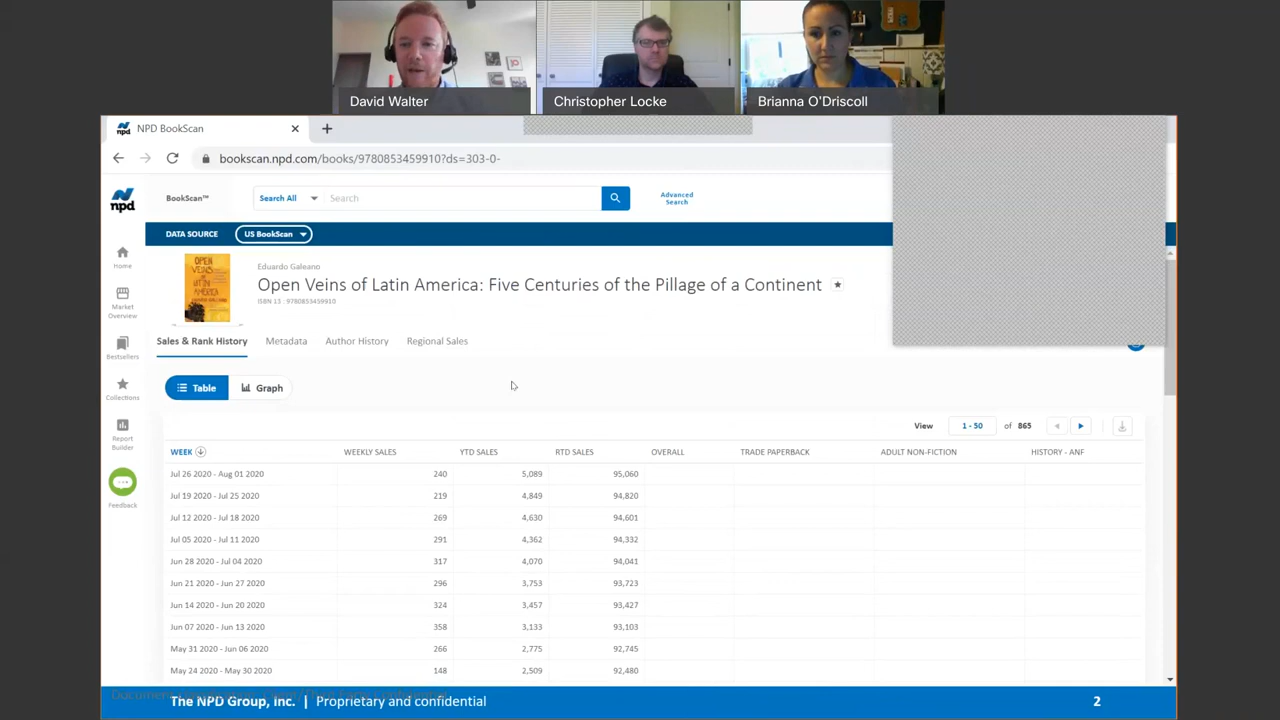 David Walter
Christopher Locke
Brianna O'Driscoll
npd NPD BookScan
bookscan.npd.com/books/9780853459910?ds=303-0-
npd
BookScan™
Search All
Search
Advanced
Search
DATA SOURCE
US BookScan
Home
Market
Overview
Bestsellers
Collections
Report
Builder
Feedback
OPEN
VEINS
OF
LATIN
AMERICA
Eduardo Galeano
Open Veins of Latin America: Five Centuries of the Pillage of a Continent
ISBN 13 : 9780853459910
Sales & Rank History Metadata Author History Regional Sales
Table Graph
View 1 - 50 of 865
WEEK WEEKLY SALES YTD SALES RTD SALES OVERALL TRADE PAPERBACK ADULT NON-FICTION HISTORY - ANF
Jul 26 2020 - Aug 01 2020 240 5,089 95,060
Jul 19 2020 - Jul 25 2020 219 4,849 94,820
Jul 12 2020 - Jul 18 2020 269 4,630 94,601
Jul 05 2020 - Jul 11 2020 291 4,362 94,332
Jun 28 2020 - Jul 04 2020 317 4,070 94,041
Jun 21 2020 - Jun 27 2020 296 3,753 93,723
Jun 14 2020 - Jun 20 2020 324 3,457 93,427
Jun 07 2020 - Jun 13 2020 358 3,133 93,103
May 31 2020 - Jun 06 2020 266 2,775 92,745
May 24 2020 - May 30 2020 148 2,509 92,480
The NPD Group, Inc. | Proprietary and confidential
2